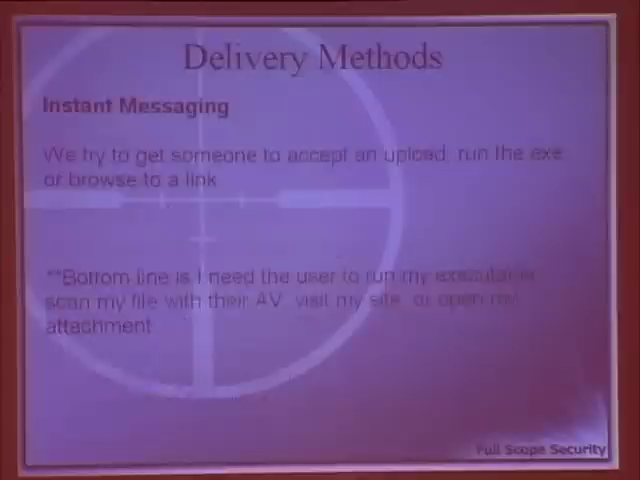 Delivery Methods
Instant Messaging
We try to get someone to accept an upload, run the exe
or browse to a link
**Bottom line is I need the user to run my executable
scan my file with their AV, visit my site, or open my
attachment
Full Scope Security